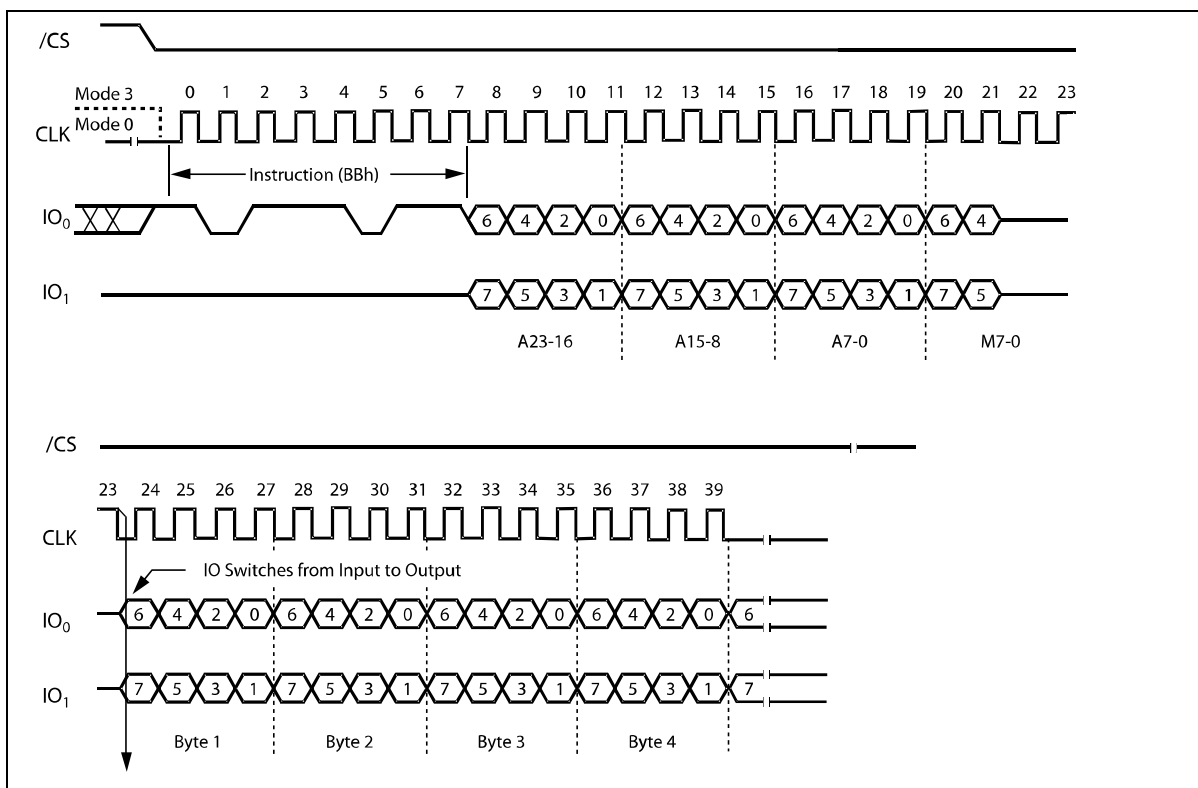 /CS
Mode 3
0 1 2 3 4 5 6 7 8 9 10 11 12 13 14 15 16 17 18 19 20 21 22 23
Mode 0
CLK
Instruction (BBh)
IO0 6 4 2 0 6 4 2 0 6 4 2 0 6 4
IO1 7 5 3 1 7 5 3 1 7 5 3 1 7 5
A23-16 A15-8 A7-0 M7-0
/CS
23 24 25 26 27 28 29 30 31 32 33 34 35 36 37 38 39
CLK
IO Switches from Input to Output
IO0 6 4 2 0 6 4 2 0 6 4 2 0 6 4 2 0 6
IO1 7 5 3 1 7 5 3 1 7 5 3 1 7 5 3 1 7
Byte 1 Byte 2 Byte 3 Byte 4